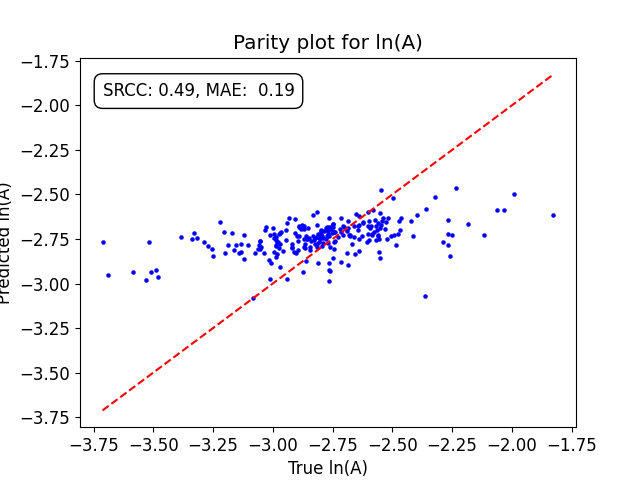 Parity plot for ln(A)
SRCC: 0.49, MAE:  0.19
−1.75
−2.00
−2.25
−2.50
−2.75
−3.00
−3.25
−3.50
−3.75
Predicted ln(A)
−3.75 −3.50 −3.25 −3.00 −2.75 −2.50 −2.25 −2.00 −1.75
True ln(A)